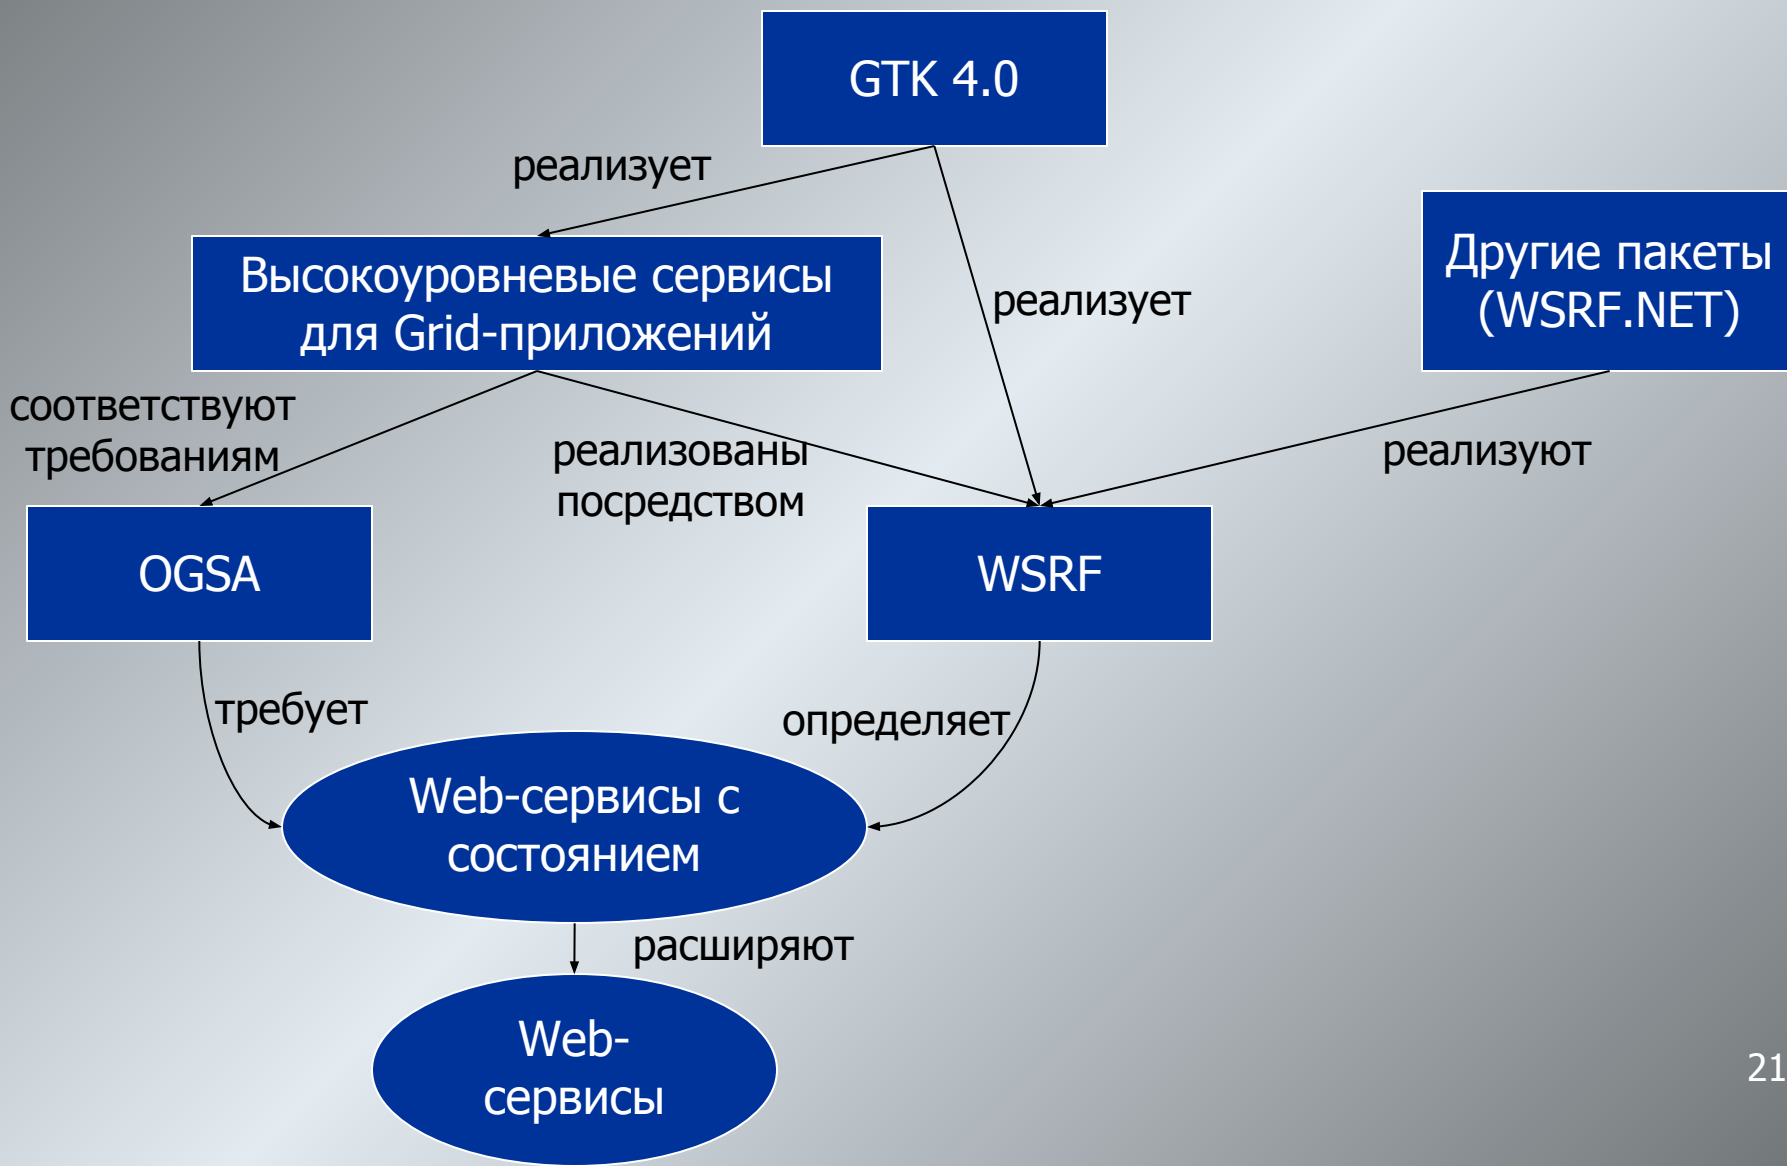 GTK 4.0
реализует
Высокоуровневые сервисы
для Grid-приложений
реализует
Другие пакеты
(WSRF.NET)
соответствуют
требованиям
реализованы
посредством
реализуют
OGSA
WSRF
требует
определяет
Web-сервисы с
состоянием
расширяют
Web-
сервисы
21